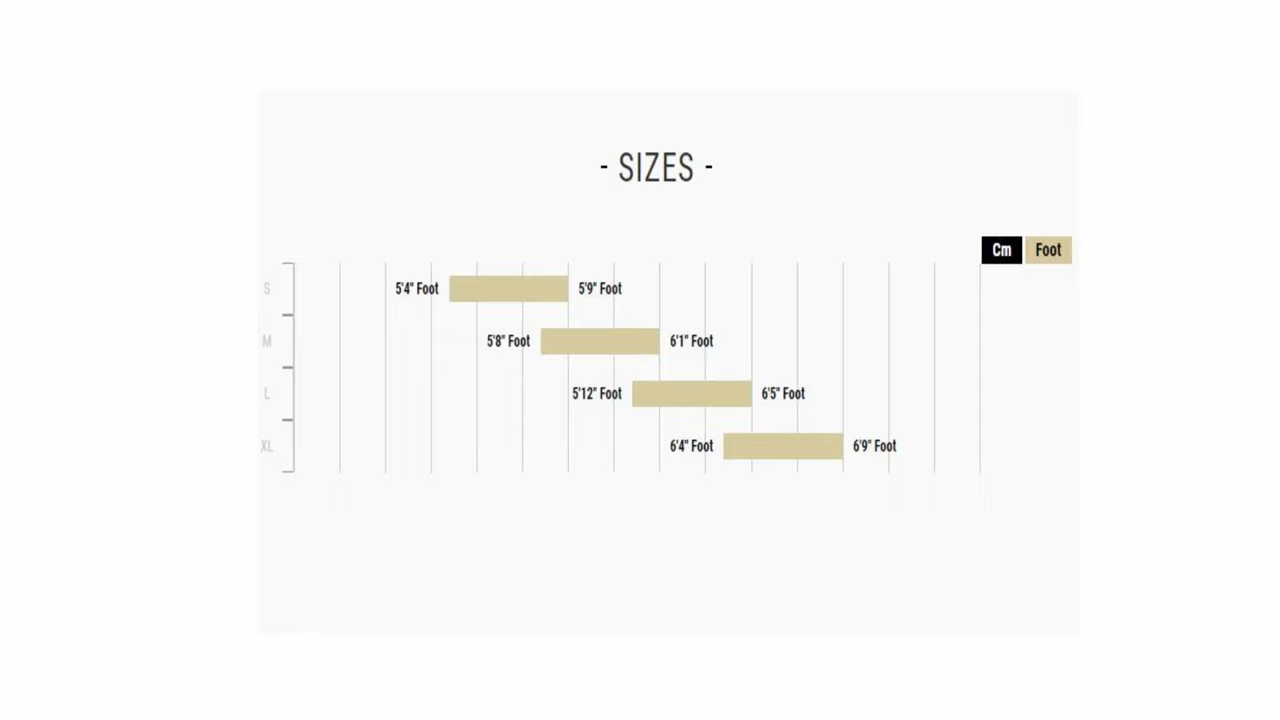 - SIZES -
Cm Foot
S 5'4" Foot 5'9" Foot
M 5'8" Foot 6'1" Foot
L 5'12" Foot 6'5" Foot
XL 6'4" Foot 6'9" Foot